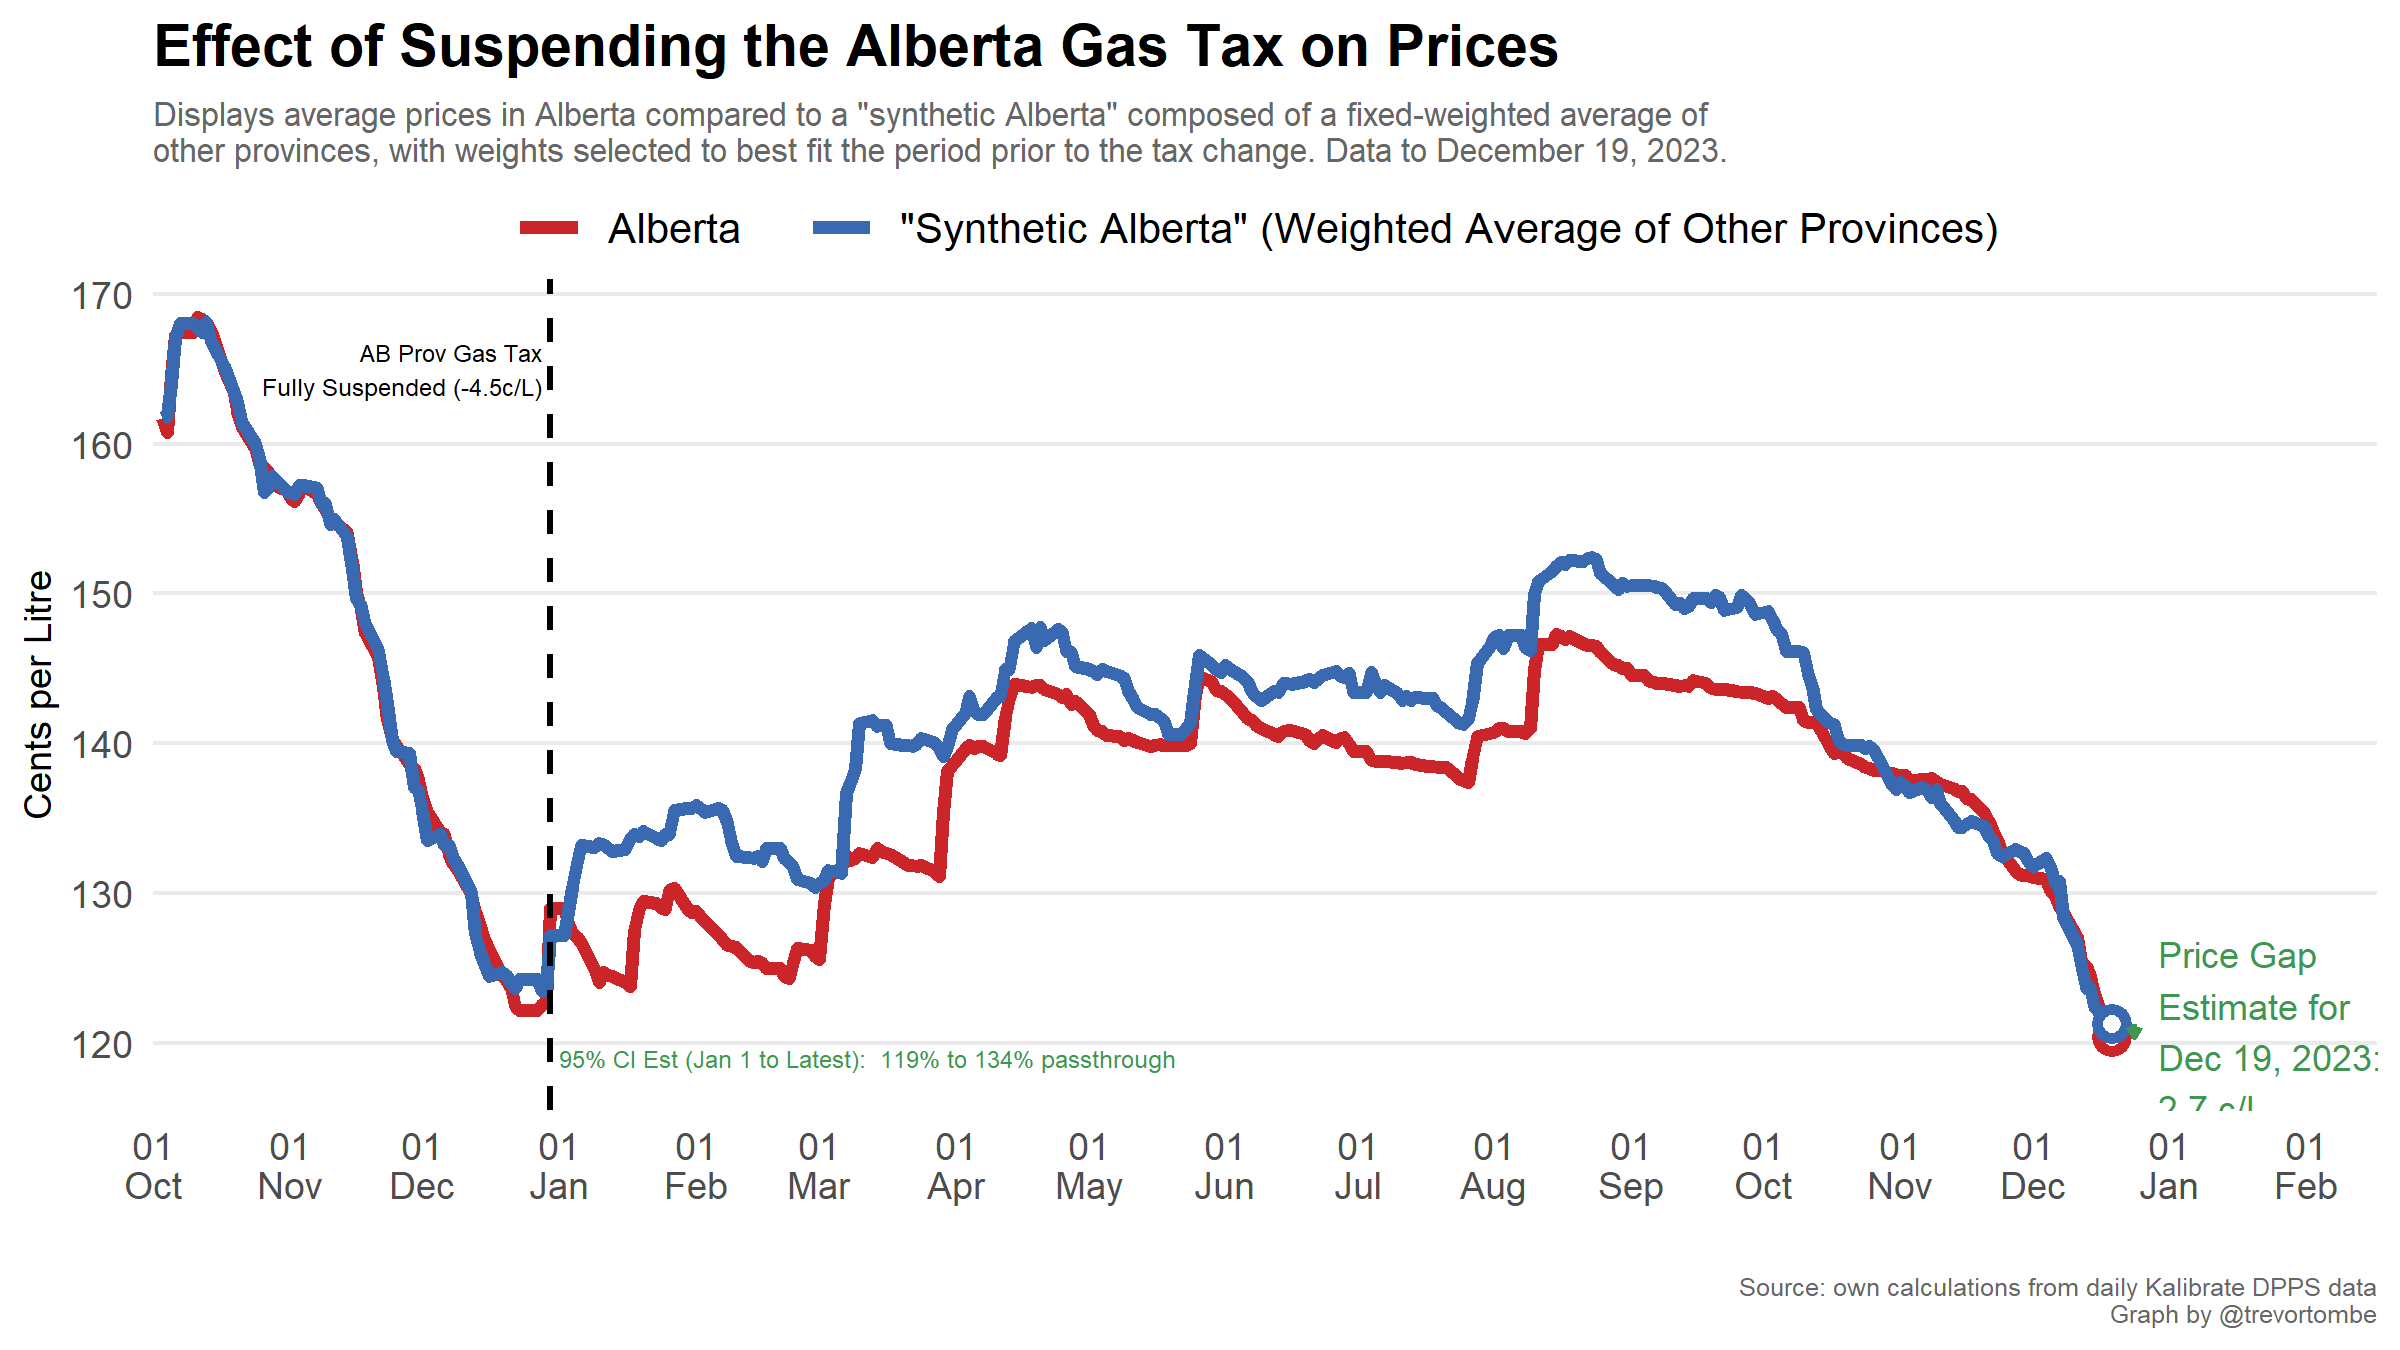 Effect of Suspending the Alberta Gas Tax on Prices
Displays average prices in Alberta compared to a "synthetic Alberta" composed of a fixed-weighted average of
other provinces, with weights selected to best fit the period prior to the tax change. Data to December 19, 2023.
Alberta
"Synthetic Alberta" (Weighted Average of Other Provinces)
Cents per Litre
170
160
150
140
130
120
AB Prov Gas Tax
Fully Suspended (-4.5c/L)
95% CI Est (Jan 1 to Latest):  119% to 134% passthrough
Price Gap
Estimate for
Dec 19, 2023:
2.7 c/L
01 Oct
01 Nov
01 Dec
01 Jan
01 Feb
01 Mar
01 Apr
01 May
01 Jun
01 Jul
01 Aug
01 Sep
01 Oct
01 Nov
01 Dec
01 Jan
01 Feb
Source: own calculations from daily Kalibrate DPPS data
Graph by @trevortombe